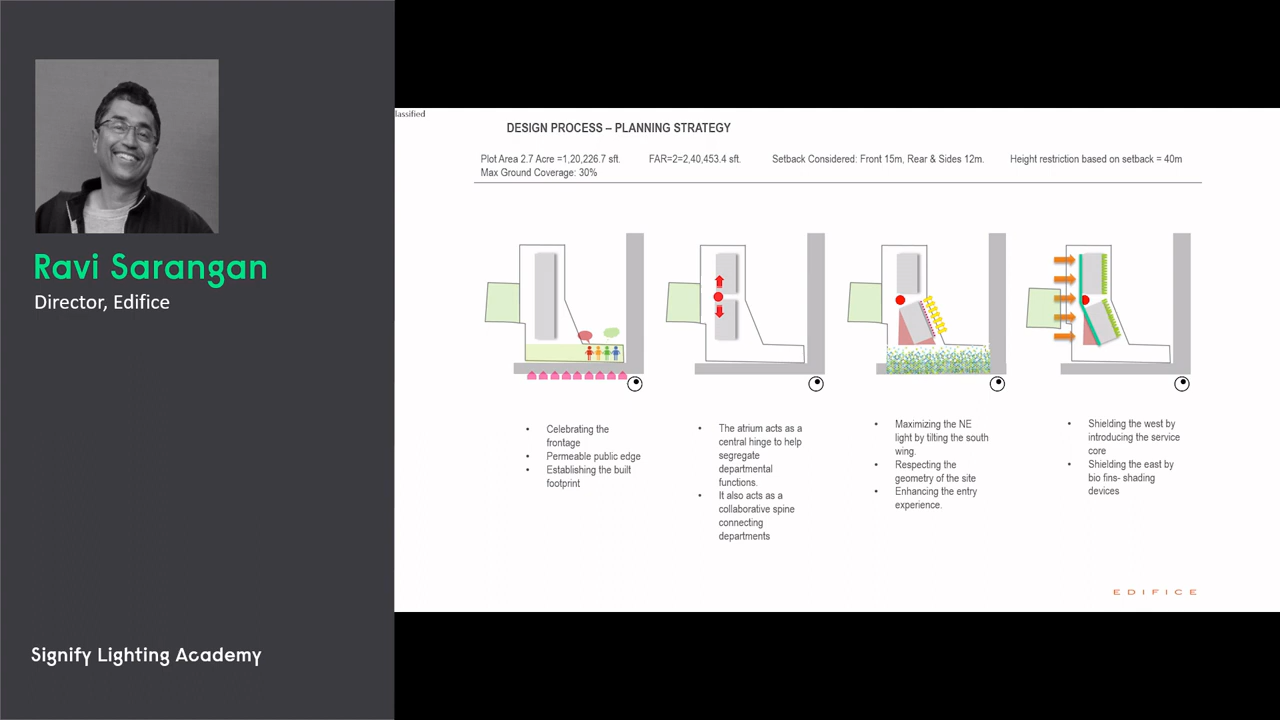 Ravi Sarangan
Director, Edifice
Signify Lighting Academy
lassified
DESIGN PROCESS – PLANNING STRATEGY
Plot Area 2.7 Acre =1,20,226.7 sft.
Max Ground Coverage: 30%
FAR=2=2,40,453.4 sft.
Setback Considered: Front 15m, Rear & Sides 12m.
Height restriction based on setback = 40m
• Celebrating the
frontage
• Permeable public edge
• Establishing the built
footprint
• The atrium acts as a
central hinge to help
segregate
departmental
functions.
• It also acts as a
collaborative spine
connecting
departments
• Maximizing the NE
light by tilting the south
wing.
• Respecting the
geometry of the site
• Enhancing the entry
experience.
• Shielding the west by
introducing the service
core
• Shielding the east by
bio fins- shading
devices
EDIFICE